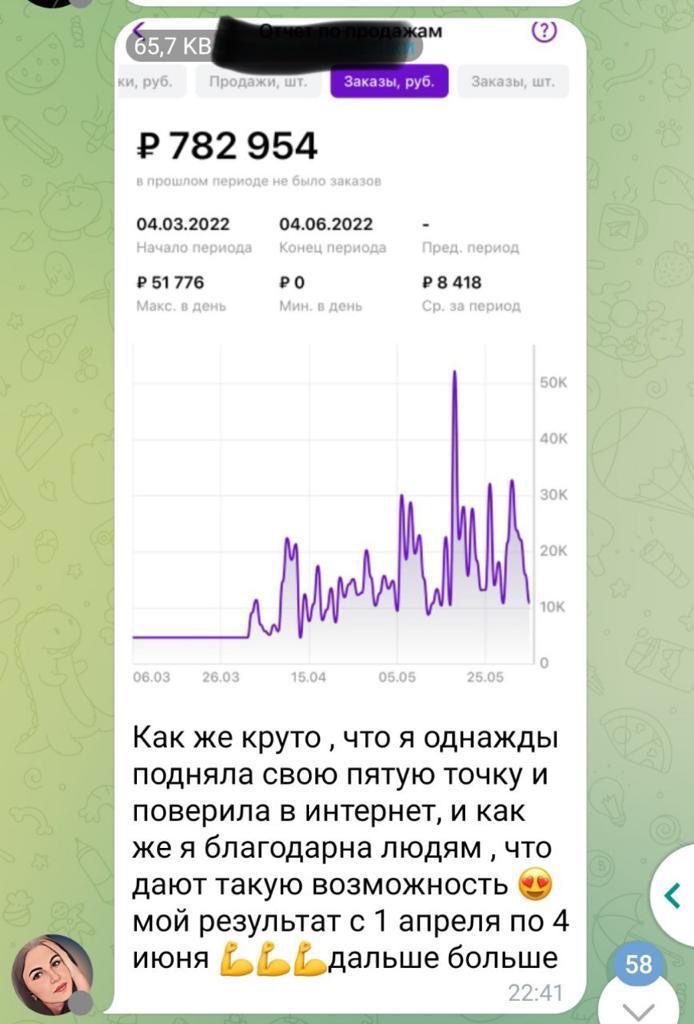 65,7 KB
Отчет по продажам
?
ки, руб.
Продажи, шт.
Заказы, руб.
Заказы, шт.
₽ 782 954
в прошлом периоде не было заказов
04.03.2022 04.06.2022 -
Начало периода Конец периода Пред. период
₽ 51 776 ₽ 0 ₽ 8 418
Макс. в день Мин. в день Ср. за период
50K
40K
30K
20K
10K
0
06.03 26.03 15.04 05.05 25.05
Как же круто , что я однажды
подняла свою пятую точку и
поверила в интернет, и как
же я благодарна людям , что
дают такую возможность 😍
мой результат с 1 апреля по 4
июня 💪💪💪дальше больше
22:41
58